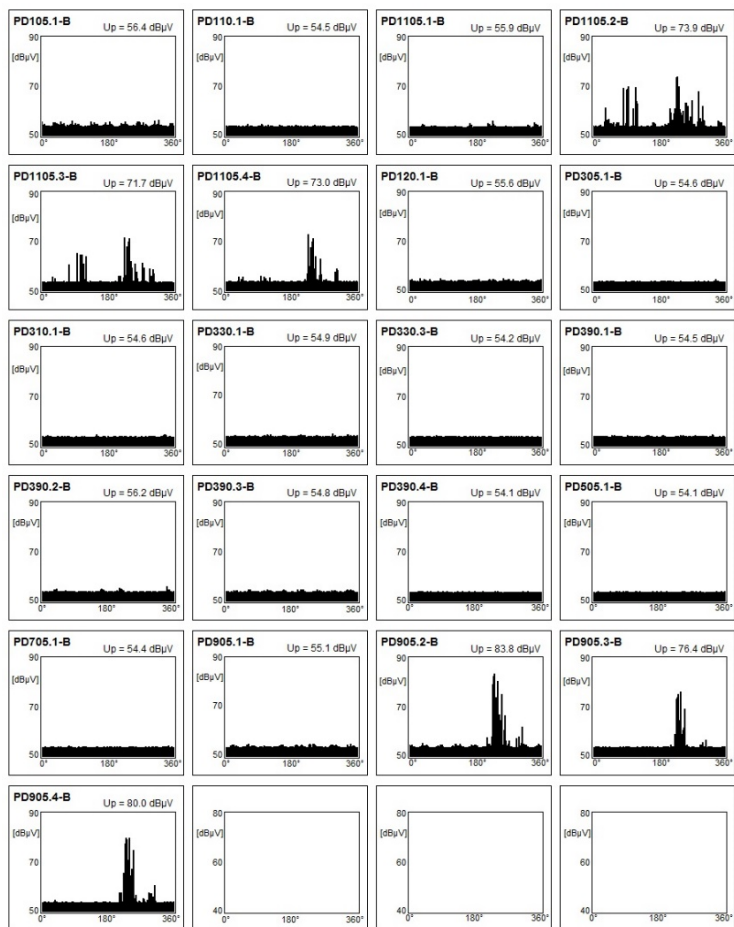 PD105.1-B Up = 56.4 dBµV
90
[dBµV]
70
50
0° 180° 360°
PD110.1-B Up = 54.5 dBµV
90
[dBµV]
70
50
0° 180° 360°
PD1105.1-B Up = 55.9 dBµV
90
[dBµV]
70
50
0° 180° 360°
PD1105.2-B Up = 73.9 dBµV
90
[dBµV]
70
50
0° 180° 360°
PD1105.3-B Up = 71.7 dBµV
90
[dBµV]
70
50
0° 180° 360°
PD1105.4-B Up = 73.0 dBµV
90
[dBµV]
70
50
0° 180° 360°
PD120.1-B Up = 55.6 dBµV
90
[dBµV]
70
50
0° 180° 360°
PD305.1-B Up = 54.6 dBµV
90
[dBµV]
70
50
0° 180° 360°
PD310.1-B Up = 54.6 dBµV
90
[dBµV]
70
50
0° 180° 360°
PD330.1-B Up = 54.9 dBµV
90
[dBµV]
70
50
0° 180° 360°
PD330.3-B Up = 54.2 dBµV
90
[dBµV]
70
50
0° 180° 360°
PD390.1-B Up = 54.5 dBµV
90
[dBµV]
70
50
0° 180° 360°
PD390.2-B Up = 56.2 dBµV
90
[dBµV]
70
50
0° 180° 360°
PD390.3-B Up = 54.8 dBµV
90
[dBµV]
70
50
0° 180° 360°
PD390.4-B Up = 54.1 dBµV
90
[dBµV]
70
50
0° 180° 360°
PD505.1-B Up = 54.1 dBµV
90
[dBµV]
70
50
0° 180° 360°
PD705.1-B Up = 54.4 dBµV
90
[dBµV]
70
50
0° 180° 360°
PD905.1-B Up = 55.1 dBµV
90
[dBµV]
70
50
0° 180° 360°
PD905.2-B Up = 83.8 dBµV
90
[dBµV]
70
50
0° 180° 360°
PD905.3-B Up = 76.4 dBµV
90
[dBµV]
70
50
0° 180° 360°
PD905.4-B Up = 80.0 dBµV
90
[dBµV]
70
50
0° 180° 360°
80
[dBµV]
60
40
0° 180° 360°
80
[dBµV]
60
40
0° 180° 360°
80
[dBµV]
60
40
0° 180° 360°